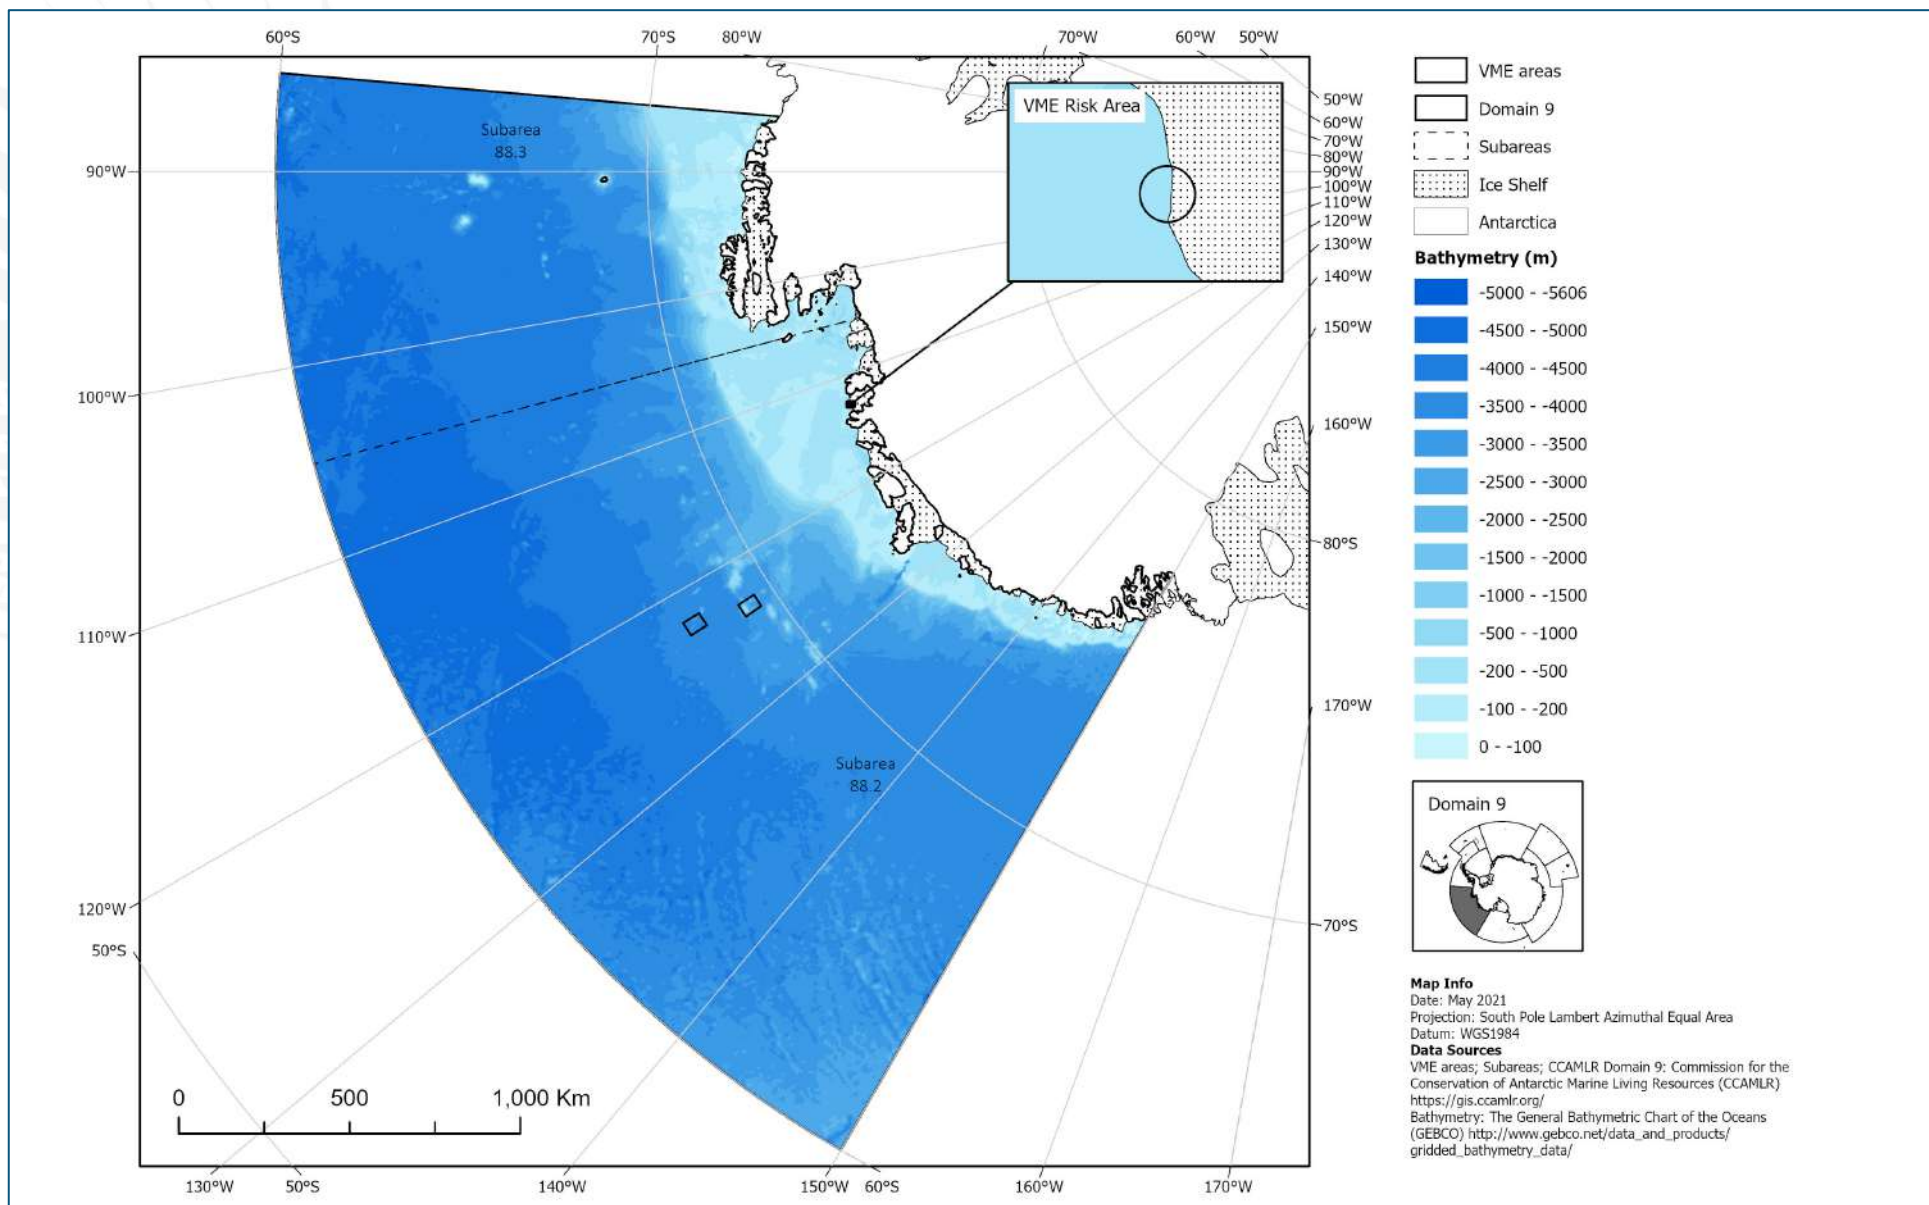 60°S
70°S
80°W
70°W
60°W
50°W
VME Risk Area
50°W
60°W
70°W
80°W
90°W
100°W
110°W
120°W
130°W
140°W
150°W
160°W
80°S
170°W
70°S
90°W
100°W
110°W
120°W
50°S
130°W
50°S
140°W
150°W
60°S
160°W
170°W
Subarea
88.3
Subarea
88.2
0
500
1,000 Km
VME areas
Domain 9
Subareas
Ice Shelf
Antarctica
Bathymetry (m)
-5000 - -5606
-4500 - -5000
-4000 - -4500
-3500 - -4000
-3000 - -3500
-2500 - -3000
-2000 - -2500
-1500 - -2000
-1000 - -1500
-500 - -1000
-200 - -500
-100 - -200
0 - -100
Domain 9
Map Info
Date: May 2021
Projection: South Pole Lambert Azimuthal Equal Area
Datum: WGS1984
Data Sources
VME areas; Subareas; CCAMLR Domain 9: Commission for the
Conservation of Antarctic Marine Living Resources (CCAMLR)
https://gis.ccamlr.org/
Bathymetry: The General Bathymetric Chart of the Oceans
(GEBCO) http://www.gebco.net/data_and_products/
gridded_bathymetry_data/